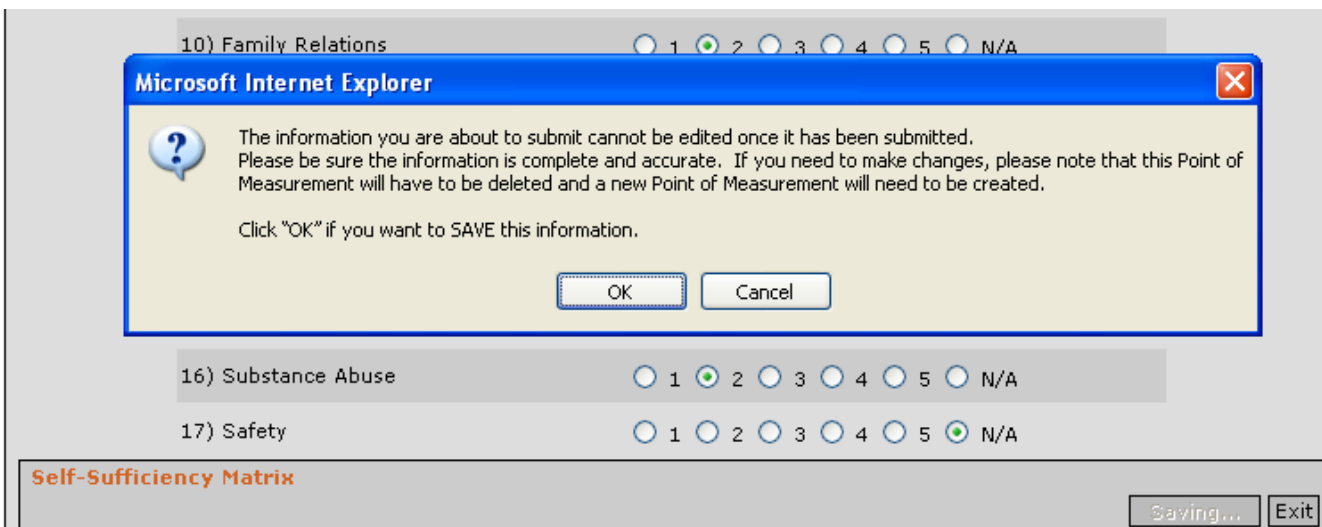 10) Family Relations 1 2 3 4 5 N/A
Microsoft Internet Explorer
The information you are about to submit cannot be edited once it has been submitted.
Please be sure the information is complete and accurate. If you need to make changes, please note that this Point of
Measurement will have to be deleted and a new Point of Measurement will need to be created.
Click "OK" if you want to SAVE this information.
OK Cancel
16) Substance Abuse 1 2 3 4 5 N/A
17) Safety 1 2 3 4 5 N/A
Self-Sufficiency Matrix
Saving... Exit